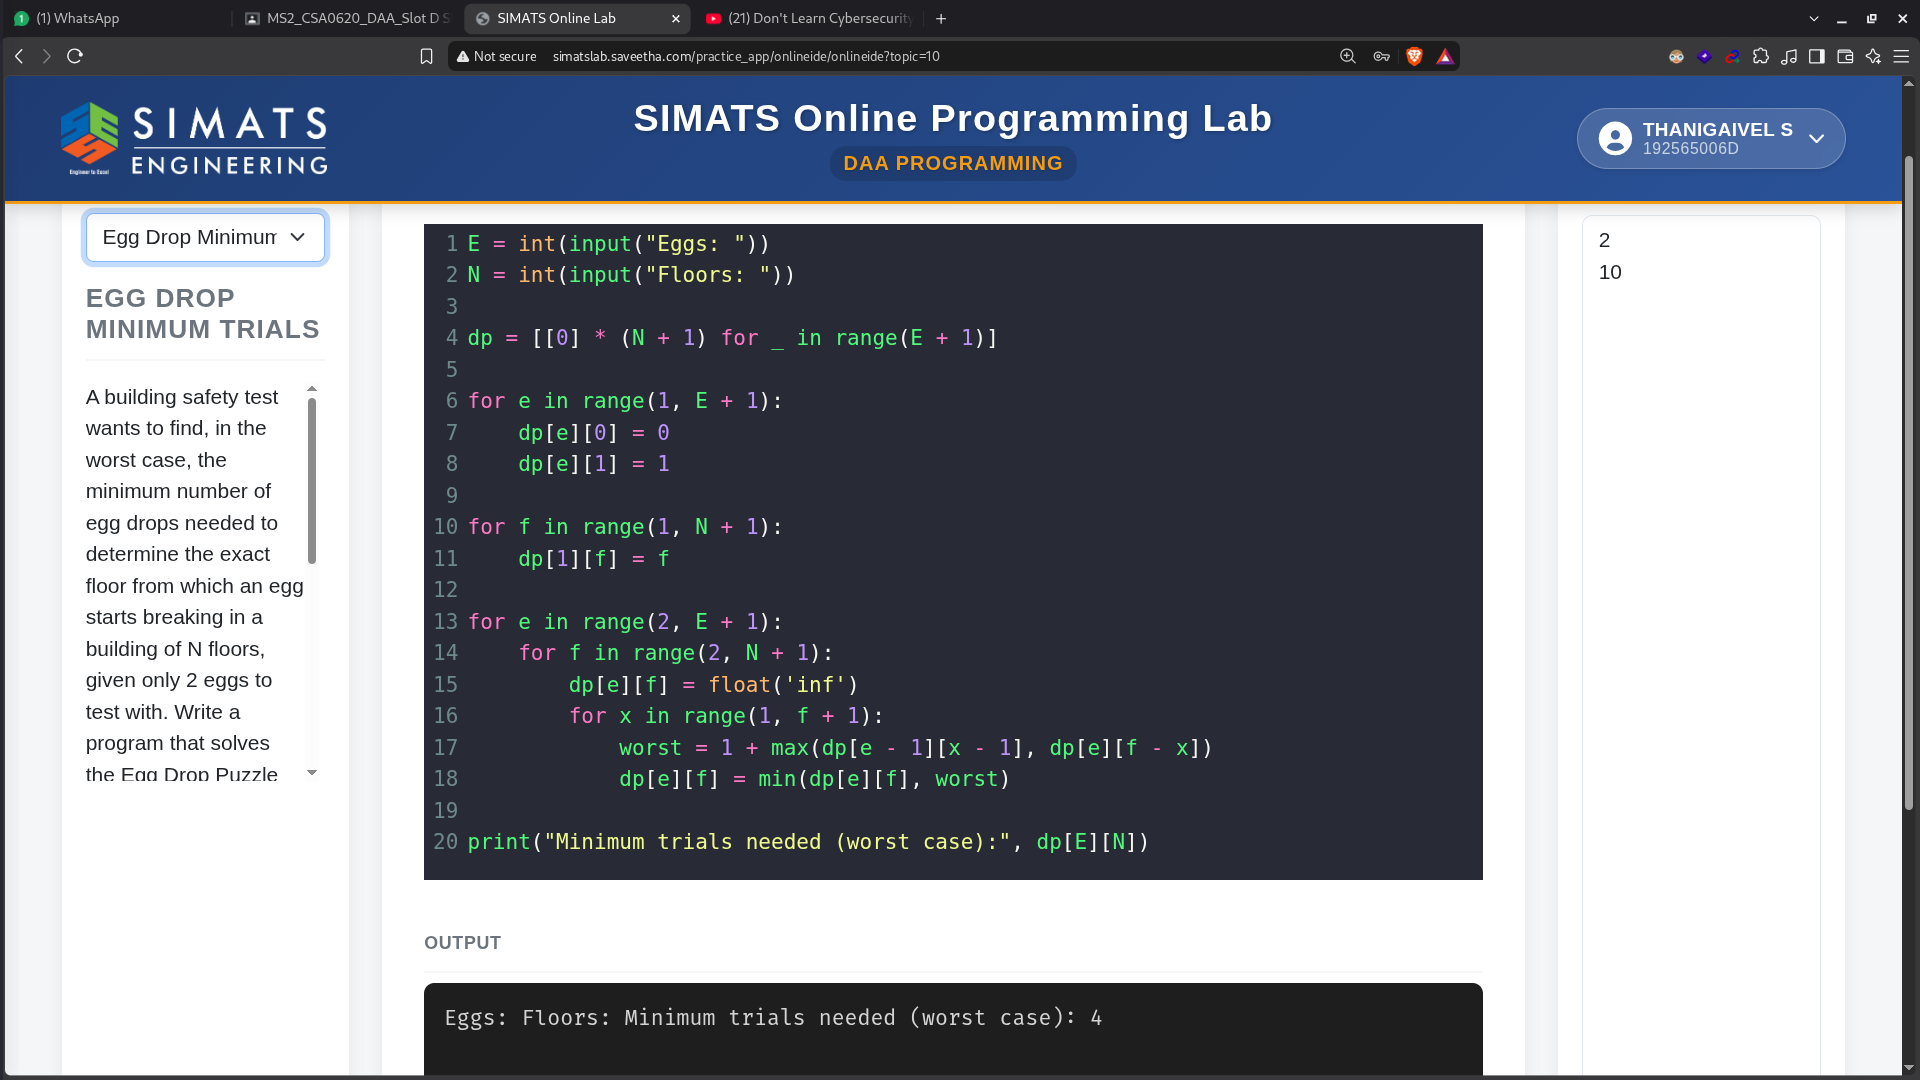 (1) WhatsApp
MS2_CSA0620_DAA_Slot D S
SIMATS Online Lab
(21) Don't Learn Cybersecurity
Not secure simatslab.saveetha.com/practice_app/onlineide/onlineide?topic=10
SIMATS
ENGINEERING
Engineer to Excel
SIMATS Online Programming Lab
DAA PROGRAMMING
THANIGAIVEL S
192565006D
Egg Drop Minimum
EGG DROP
MINIMUM TRIALS
A building safety test
wants to find, in the
worst case, the
minimum number of
egg drops needed to
determine the exact
floor from which an egg
starts breaking in a
building of N floors,
given only 2 eggs to
test with. Write a
program that solves
the Egg Drop Puzzle
1 E = int(input("Eggs: "))
2 N = int(input("Floors: "))
3
4 dp = [[0] * (N + 1) for _ in range(E + 1)]
5
6 for e in range(1, E + 1):
7     dp[e][0] = 0
8     dp[e][1] = 1
9
10 for f in range(1, N + 1):
11     dp[1][f] = f
12
13 for e in range(2, E + 1):
14     for f in range(2, N + 1):
15         dp[e][f] = float('inf')
16         for x in range(1, f + 1):
17             worst = 1 + max(dp[e - 1][x - 1], dp[e][f - x])
18             dp[e][f] = min(dp[e][f], worst)
19
20 print("Minimum trials needed (worst case):", dp[E][N])
OUTPUT
Eggs: Floors: Minimum trials needed (worst case): 4
2
10